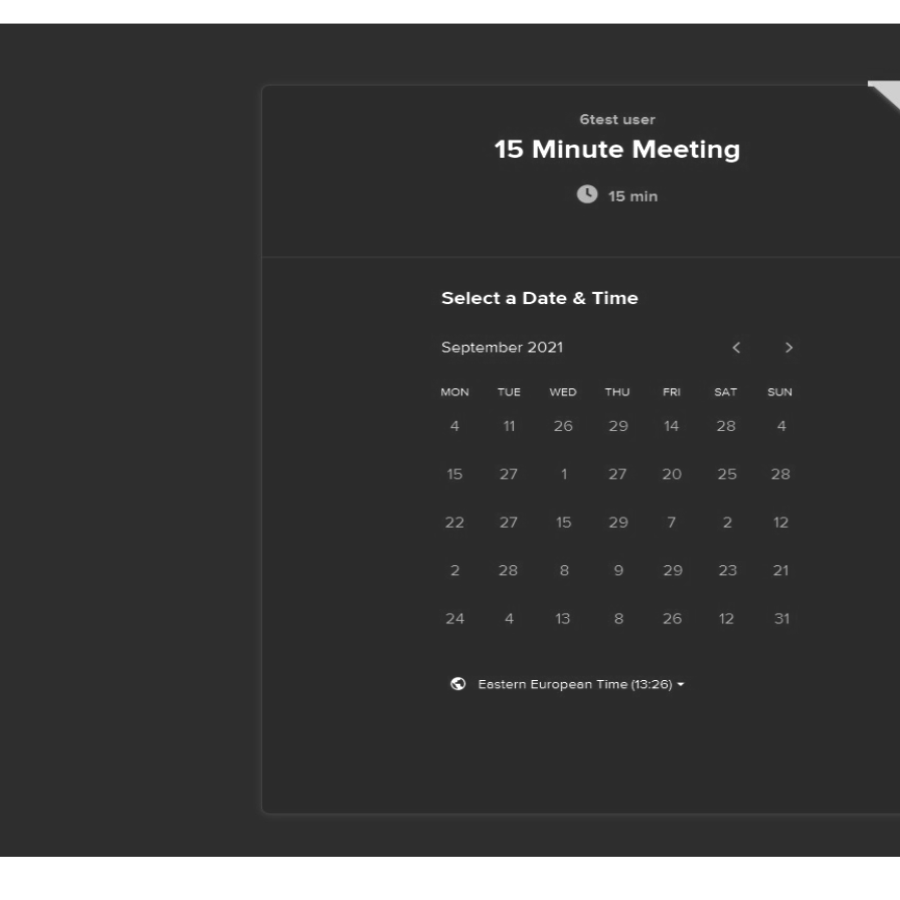 6test user
15 Minute Meeting
15 min
Select a Date & Time
September 2021
MON TUE WED THU FRI SAT SUN
4 11 26 29 14 28 4
15 27 1 27 20 25 28
22 27 15 29 7 2 12
2 28 8 9 29 23 21
24 4 13 8 26 12 31
Eastern European Time (13:26)